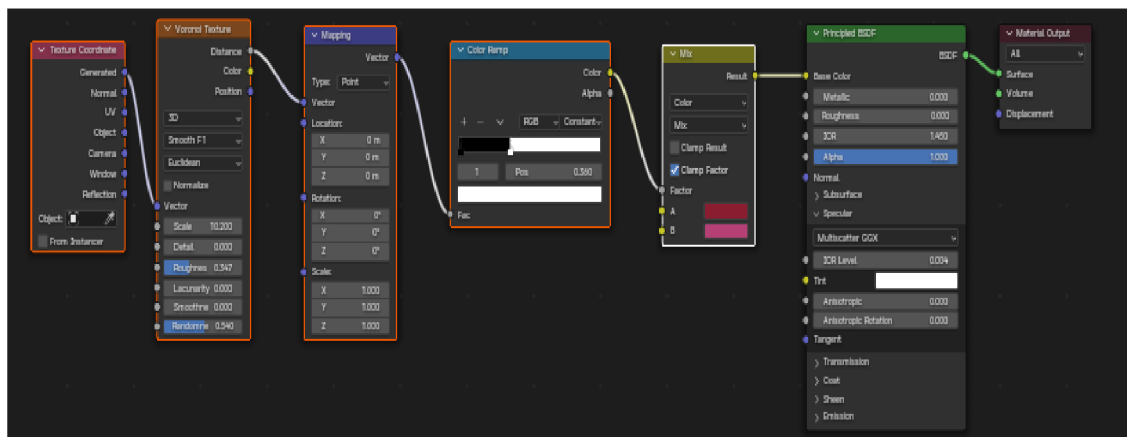 Texture Coordinate
Generated
Normal
UV
Object
Camera
Window
Reflection
Object:
From Instancer
Voronoi Texture
Distance
Color
Position
3D
Smooth F1
Euclidean
Normalize
Vector
Scale 10.200
Detail 0.000
Roughnes 0.347
Lacunarity 0.000
Smoothne 0.000
Randomne 0.540
Mapping
Vector
Type: Point
Vector
Location:
X 0 m
Y 0 m
Z 0 m
Rotation:
X 0°
Y 0°
Z 0°
Scale:
X 1.000
Y 1.000
Z 1.000
Color Ramp
Color
Alpha
RGB Constant
1 Pos 0.360
Fac
Mix
Result
Color
Mix
Clamp Result
Clamp Factor
Factor
A
B
Principled BSDF
BSDF
Base Color
Metallic 0.000
Roughness 0.000
IOR 1.450
Alpha 1.000
Normal
Subsurface
Specular
Multiscatter GGX
IOR Level 0.004
Tint
Anisotropic 0.000
Anisotropic Rotation 0.000
Tangent
Transmission
Coat
Sheen
Emission
Material Output
All
Surface
Volume
Displacement